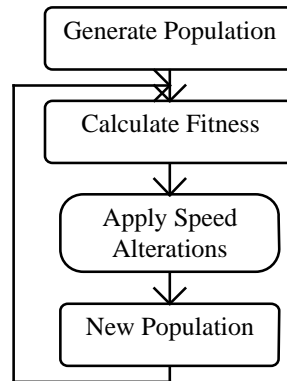 Generate Population
Calculate Fitness
Apply Speed
Alterations
New Population